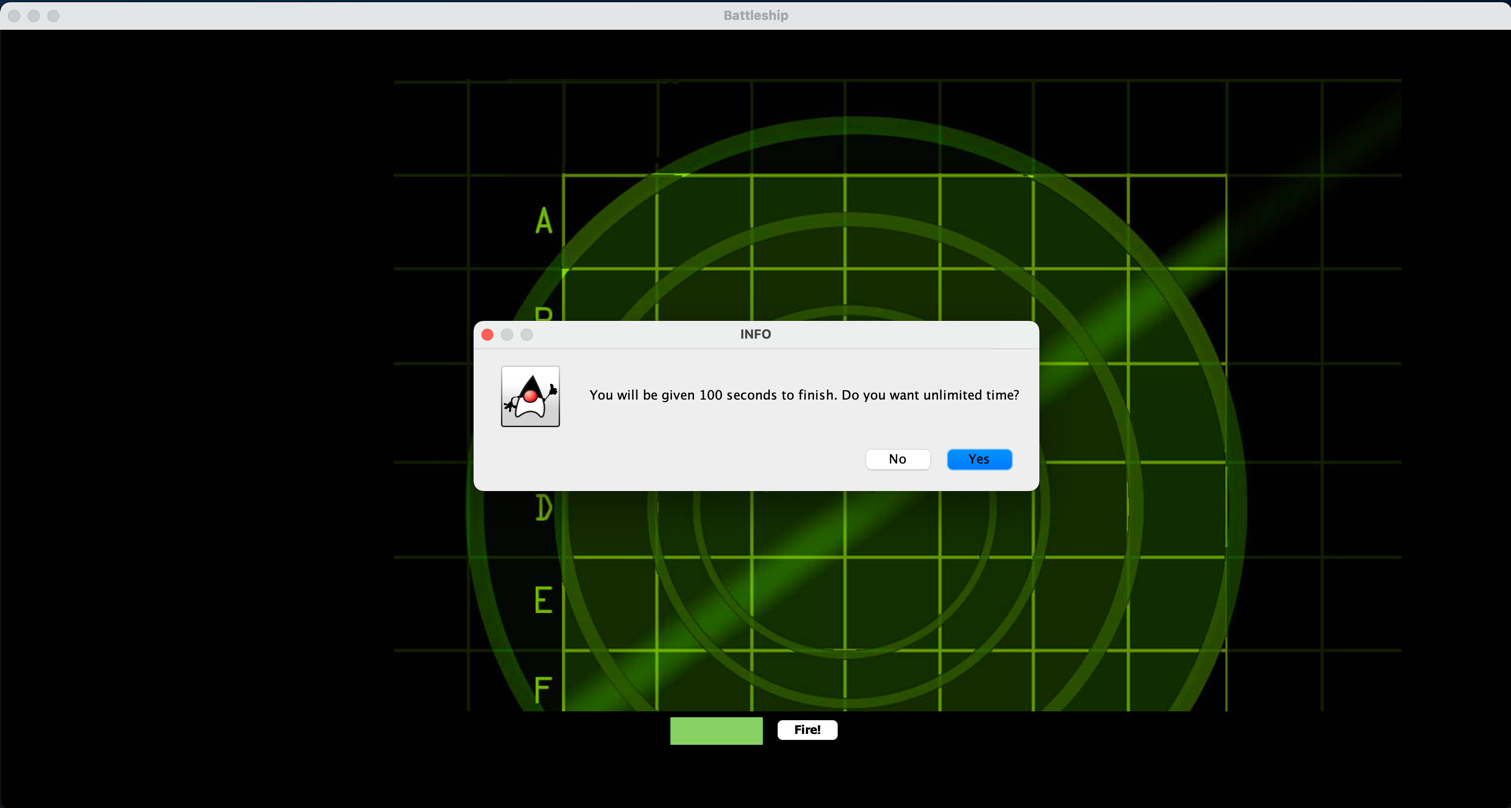 Battleship
A
B
INFO
You will be given 100 seconds to finish. Do you want unlimited time?
No Yes
D
E
F
Fire!